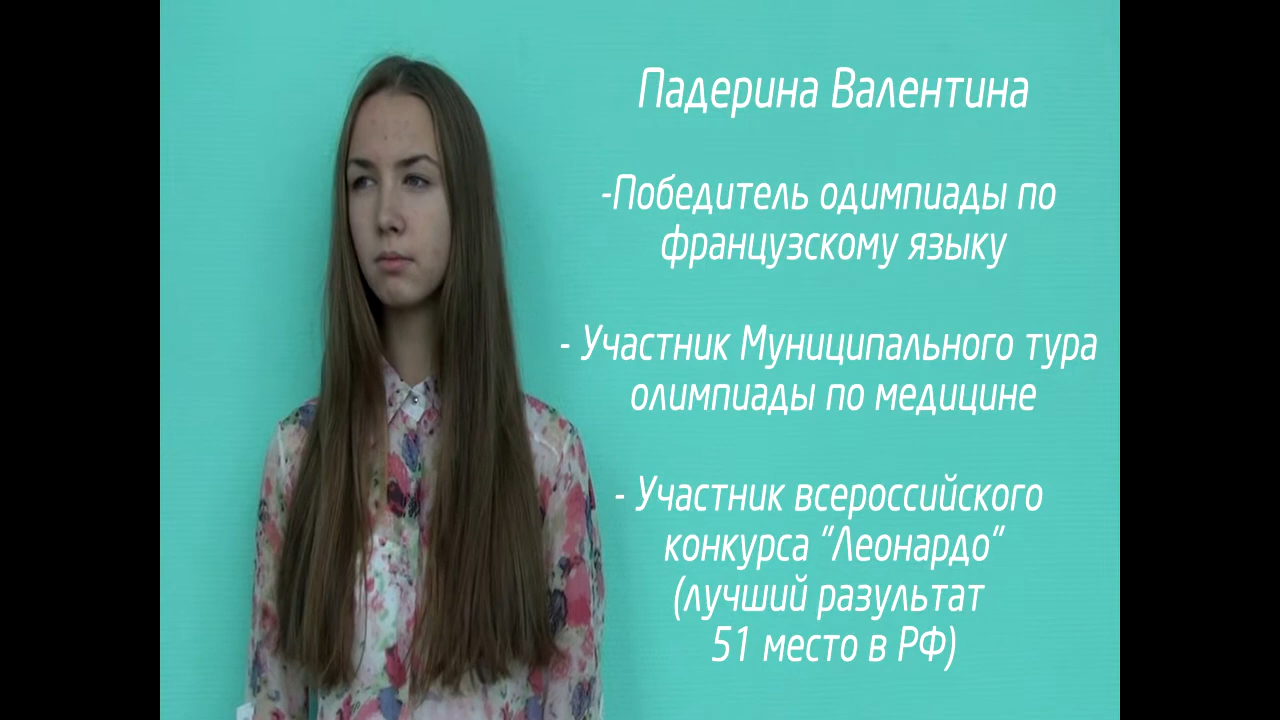 Падерина Валентина
-Победитель одимпиады по
французскому языку
- Участник Муниципального тура
олимпиады по медицине
- Участник всероссийского
конкурса "Леонардо"
(лучший разультат
51 место в РФ)